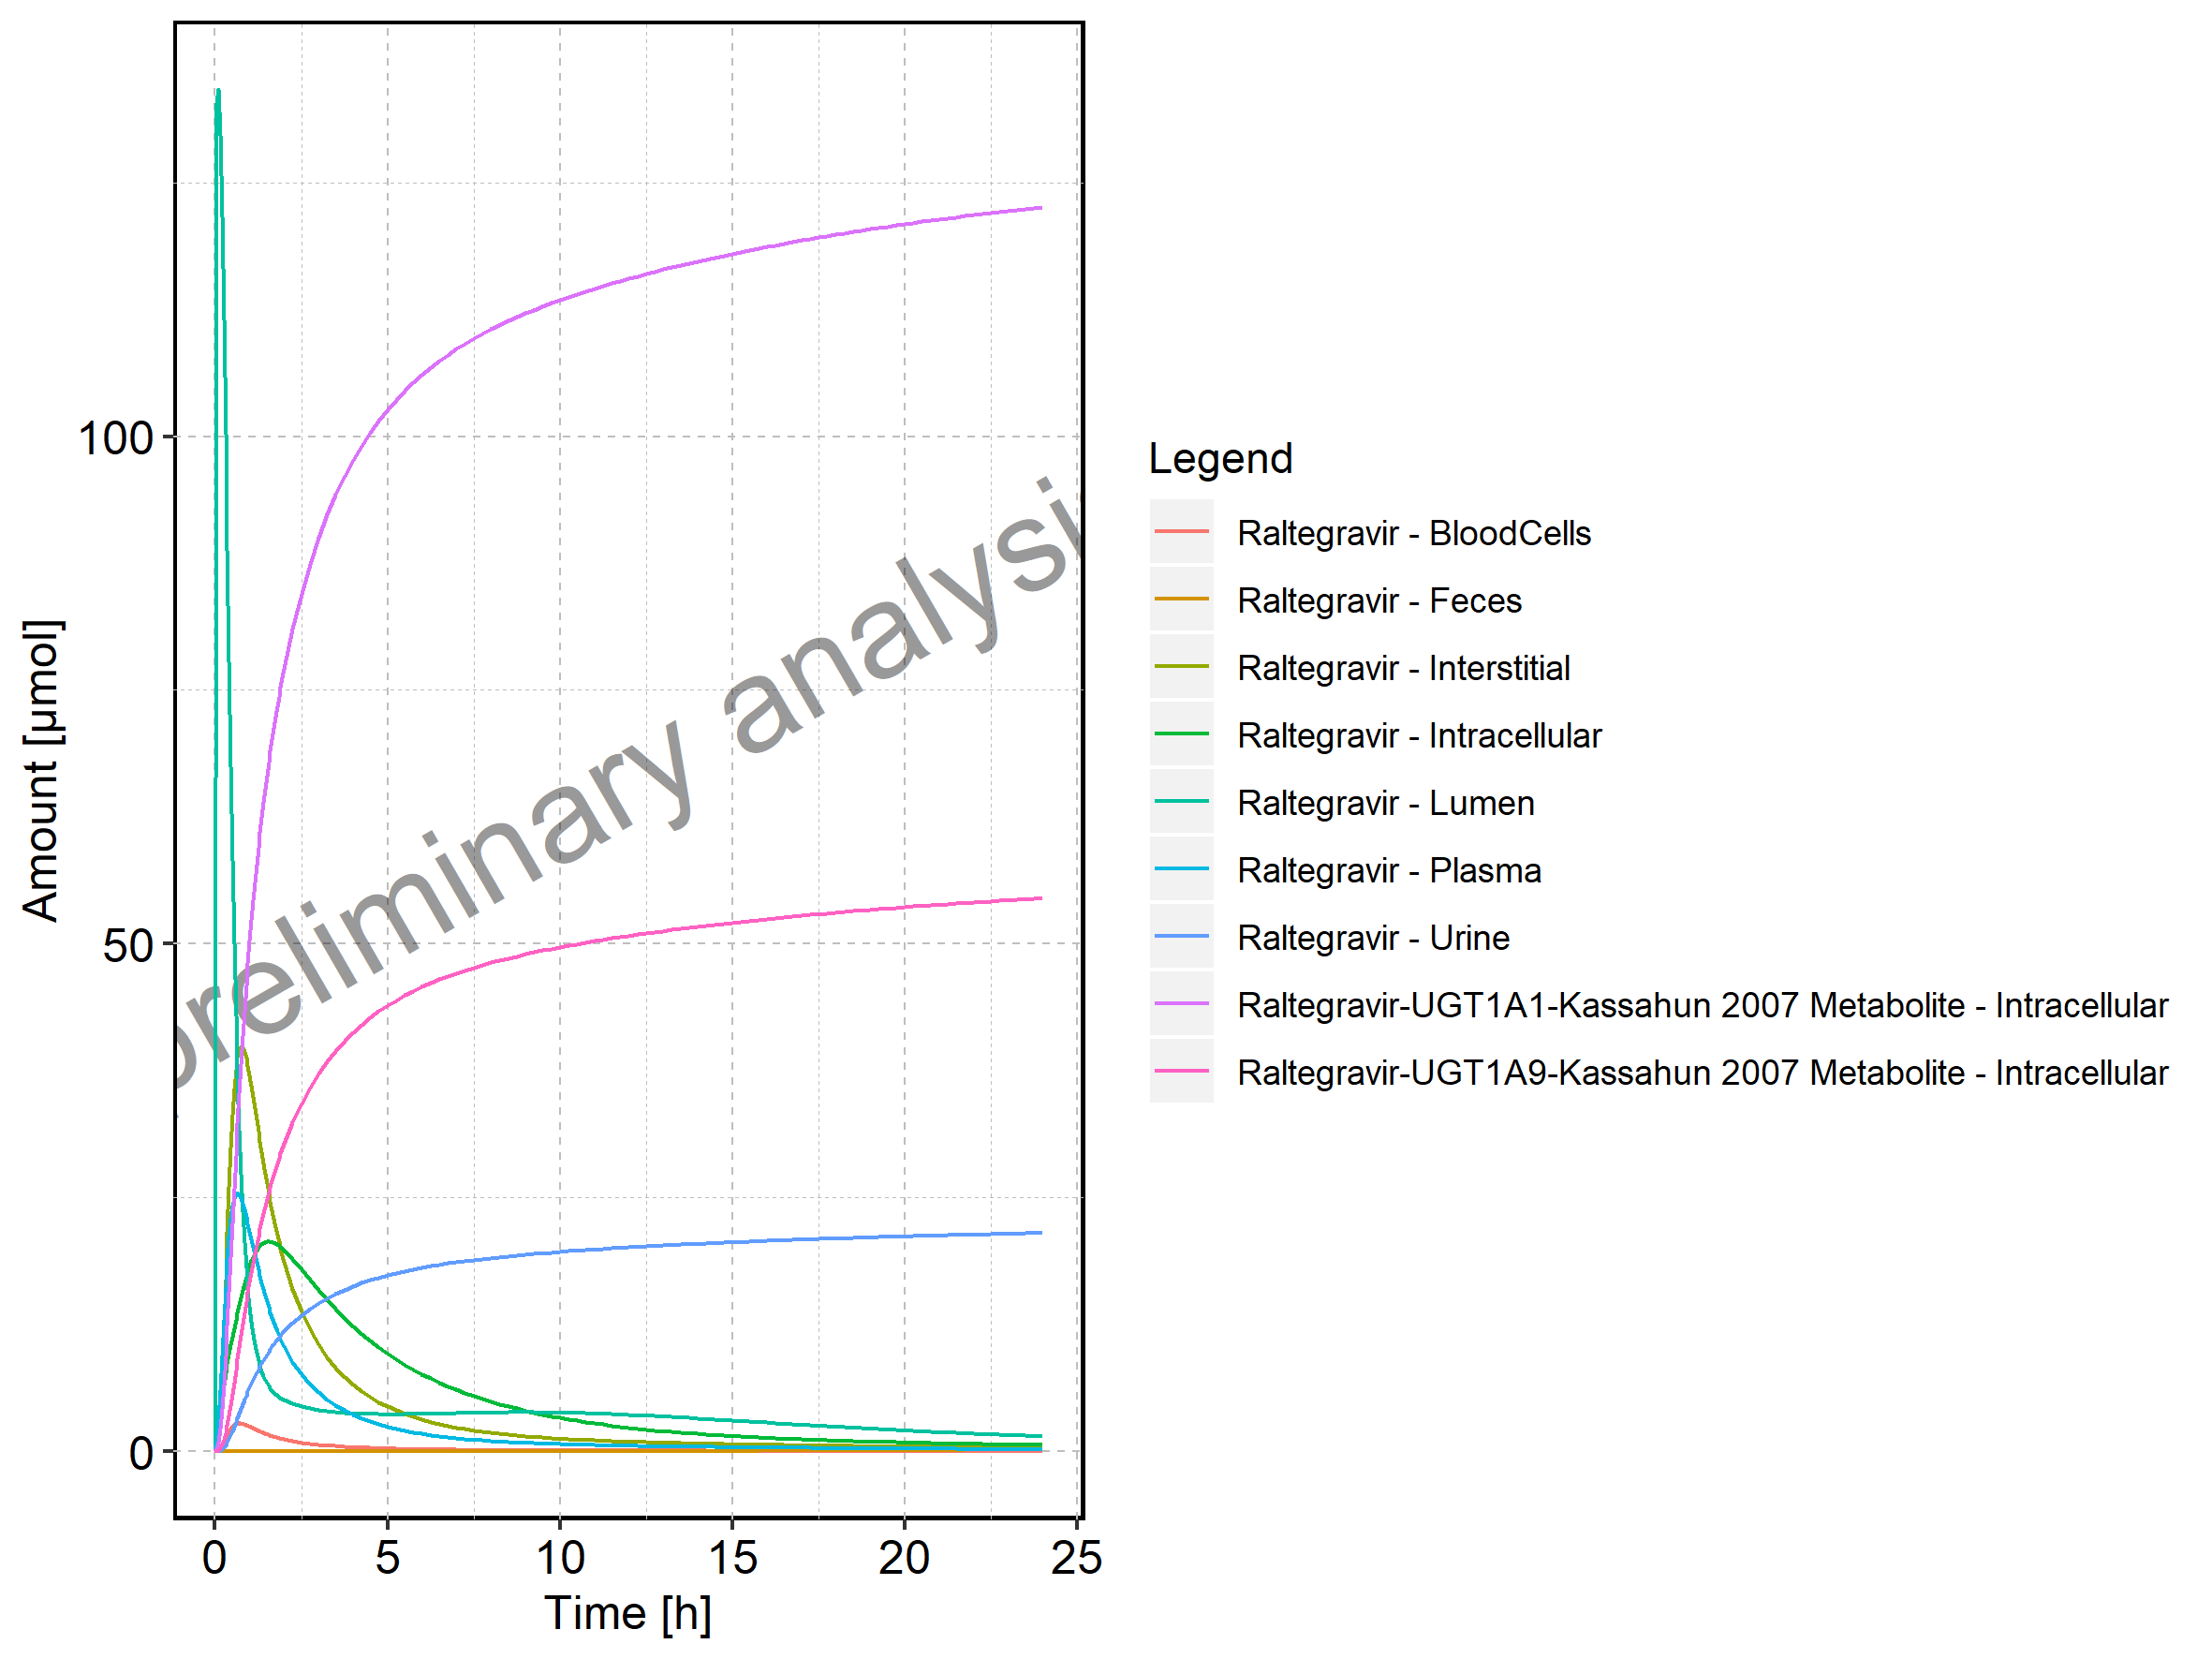 100
50
0
Amount [µmol]
0 5 10 15 20 25
Time [h]
preliminary analysis
Legend
Raltegravir - BloodCells
Raltegravir - Feces
Raltegravir - Interstitial
Raltegravir - Intracellular
Raltegravir - Lumen
Raltegravir - Plasma
Raltegravir - Urine
Raltegravir-UGT1A1-Kassahun 2007 Metabolite - Intracellular
Raltegravir-UGT1A9-Kassahun 2007 Metabolite - Intracellular